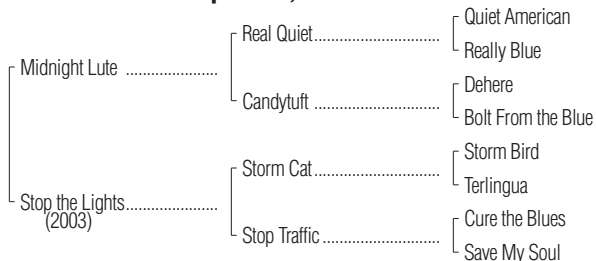 Quiet American
Real Quiet
Really Blue
Midnight Lute
Dehere
Candytuft
Bolt From the Blue
Storm Bird
Storm Cat
Terlingua
Stop the Lights
(2003)
Cure the Blues
Stop Traffic
Save My Soul